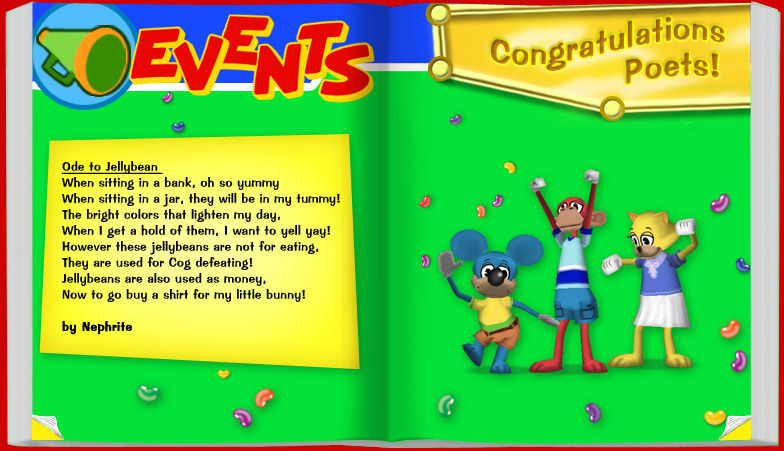 EVENTS
Congratulations
Poets!
Ode to Jellybean
When sitting in a bank, oh so yummy
When sitting in a jar, they will be in my tummy!
The bright colors that lighten my day,
When I get a hold of them, I want to yell yay!
However these jellybeans are not for eating,
They are used for Cog defeating!
Jellybeans are also used as money,
Now to go buy a shirt for my little bunny!
by Nephrite